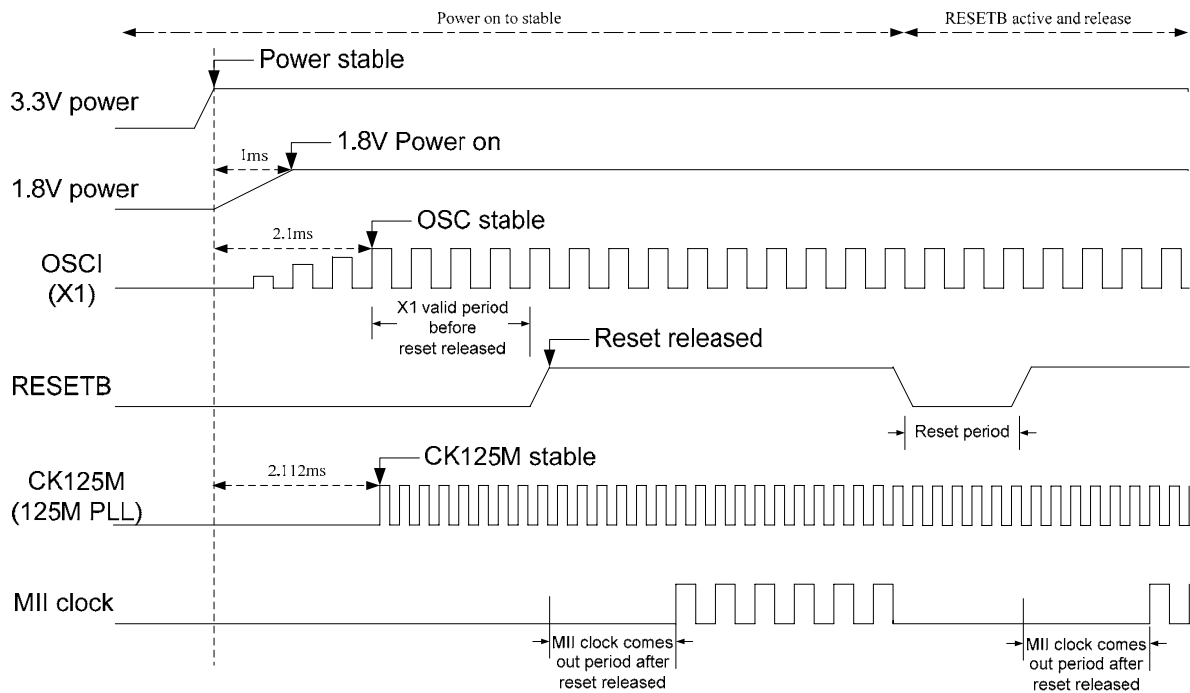 Power on to stable
RESETB active and release
Power stable
3.3V power
1.8V Power on
1ms
1.8V power
OSC stable
2.1ms
OSCI
(X1)
X1 valid period
before
reset released
Reset released
RESETB
Reset period
CK125M stable
2.112ms
CK125M
(125M PLL)
MII clock
MII clock comes
out period after
reset released
MII clock comes
out period after
reset released